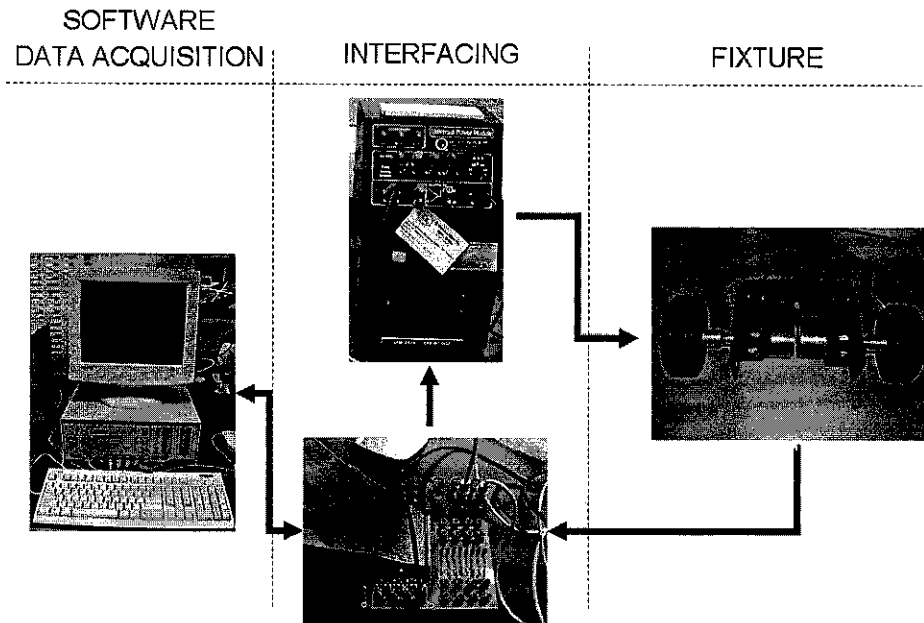 SOFTWARE
DATA ACQUISITION
INTERFACING
FIXTURE
Universal Power Module